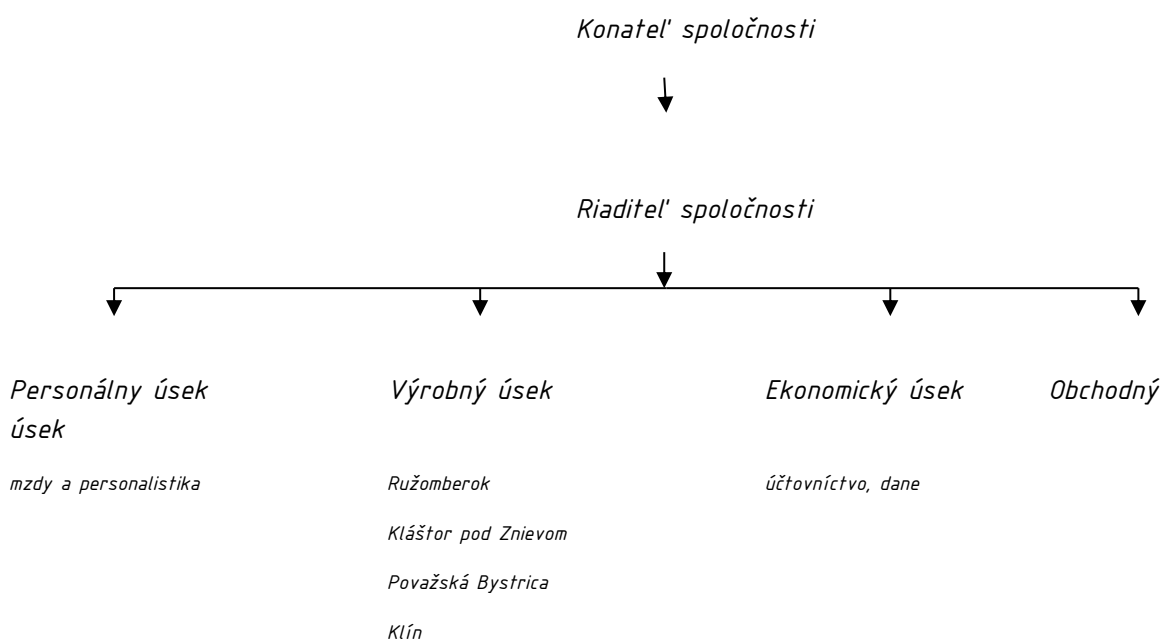 Konateľ spoločnosti
Riaditeľ spoločnosti
Personálny úsek Výrobný úsek Ekonomický úsek Obchodný
úsek
mzdy a personalistika Ružomberok účtovníctvo, dane
Kláštor pod Znievom
Považská Bystrica
Klín